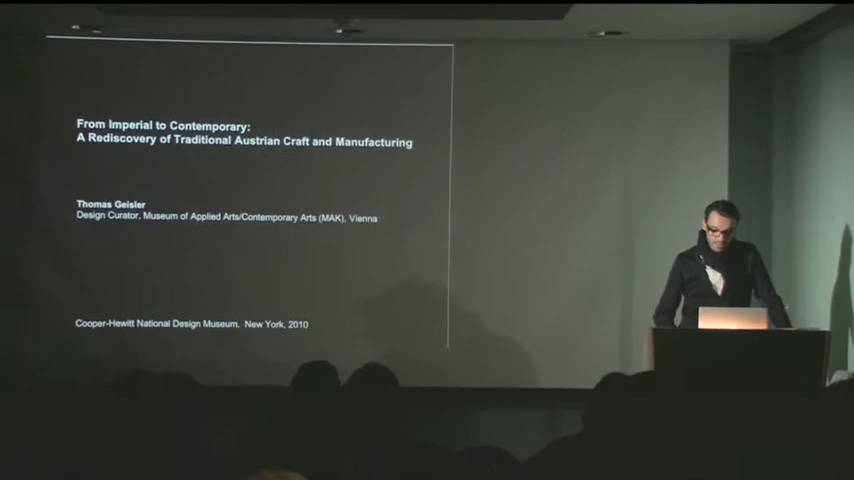 From Imperial to Contemporary:
A Rediscovery of Traditional Austrian Craft and Manufacturing
Thomas Geisler
Design Curator, Museum of Applied Arts/Contemporary Arts (MAK), Vienna
Cooper-Hewitt National Design Museum, New York, 2010